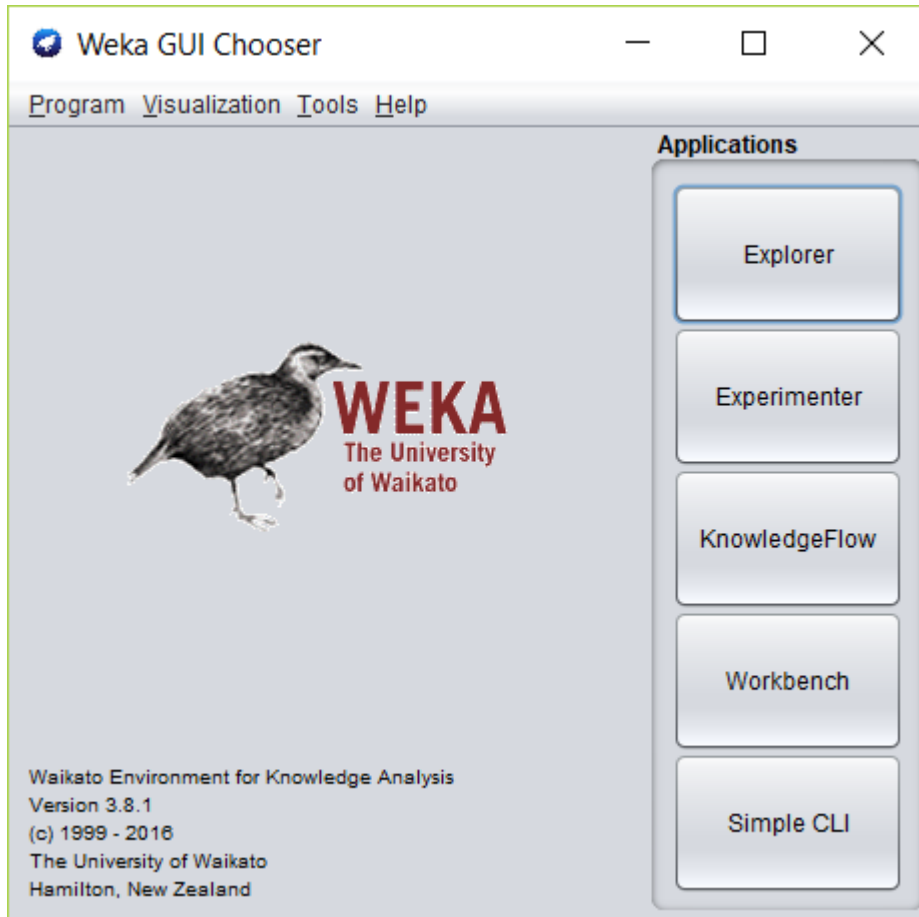 Weka GUI Chooser
Program Visualization Tools Help
Applications
Explorer
Experimenter
KnowledgeFlow
Workbench
Simple CLI
WEKA
The University
of Waikato
Waikato Environment for Knowledge Analysis
Version 3.8.1
(c) 1999 - 2016
The University of Waikato
Hamilton, New Zealand